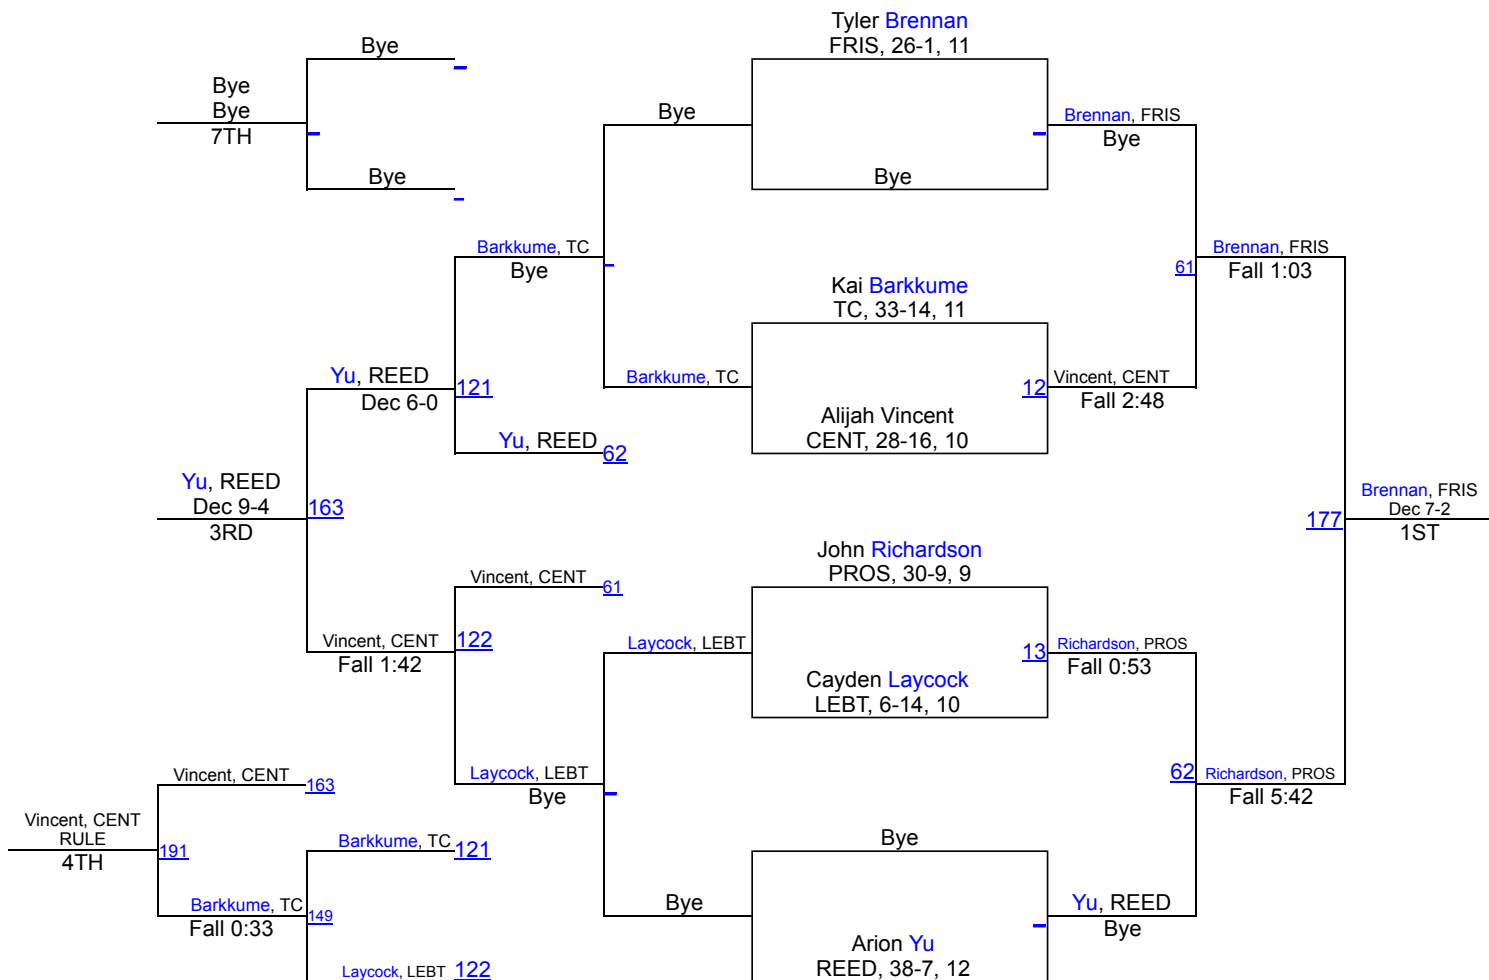 Tyler Brennan
FRIS, 26-1, 11
Bye
Bye
Bye
7TH
Bye
Bye
Brennan, FRIS
Bye
Bye
Barkkume, TC
Bye
Kai Barkkume
TC, 33-14, 11
61
Brennan, FRIS
Fall 1:03
Yu, REED
Dec 6-0
121
Barkkume, TC
Alijah Vincent
CENT, 28-16, 10
12
Vincent, CENT
Fall 2:48
Yu, REED
62
Yu, REED
Dec 9-4
3RD
163
John Richardson
PROS, 30-9, 9
177
Brennan, FRIS
Dec 7-2
1ST
Vincent, CENT
61
Vincent, CENT
Fall 1:42
122
Laycock, LEBT
Cayden Laycock
LEBT, 6-14, 10
13
Richardson, PROS
Fall 0:53
Laycock, LEBT
Bye
62
Richardson, PROS
Fall 5:42
Vincent, CENT
163
Vincent, CENT
RULE
4TH
191
Barkkume, TC
121
Bye
Barkkume, TC
Fall 0:33
149
Bye
Arion Yu
REED, 38-7, 12
Yu, REED
Bye
Laycock, LEBT
122